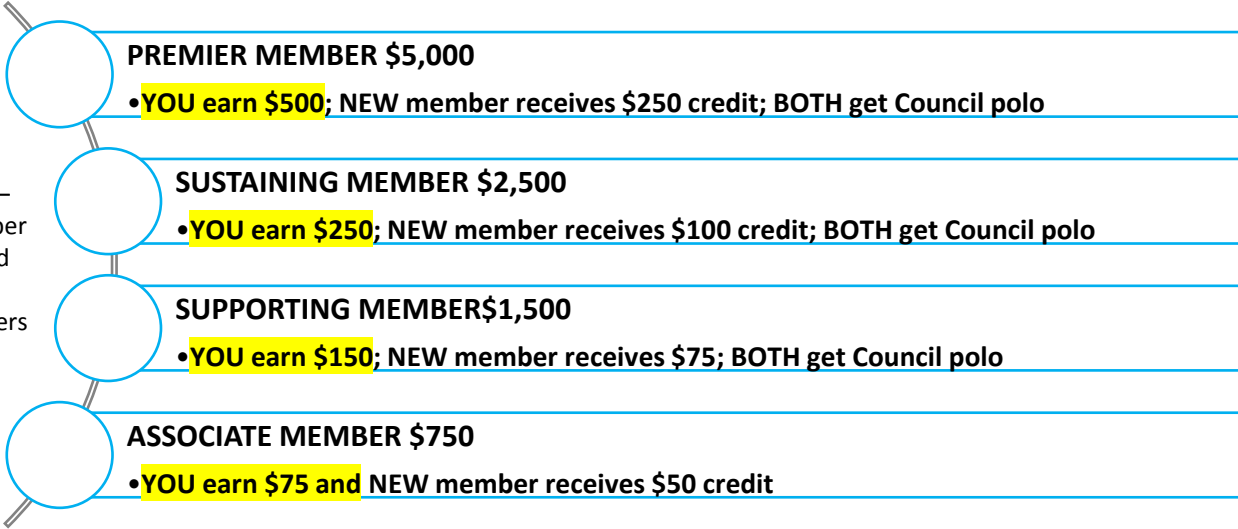 PREMIER MEMBER $5,000
•YOU earn $500; NEW member receives $250 credit; BOTH get Council polo
SUSTAINING MEMBER $2,500
•YOU earn $250; NEW member receives $100 credit; BOTH get Council polo
SUPPORTING MEMBER$1,500
•YOU earn $150; NEW member receives $75; BOTH get Council polo
ASSOCIATE MEMBER $750
•YOU earn $75 and NEW member receives $50 credit